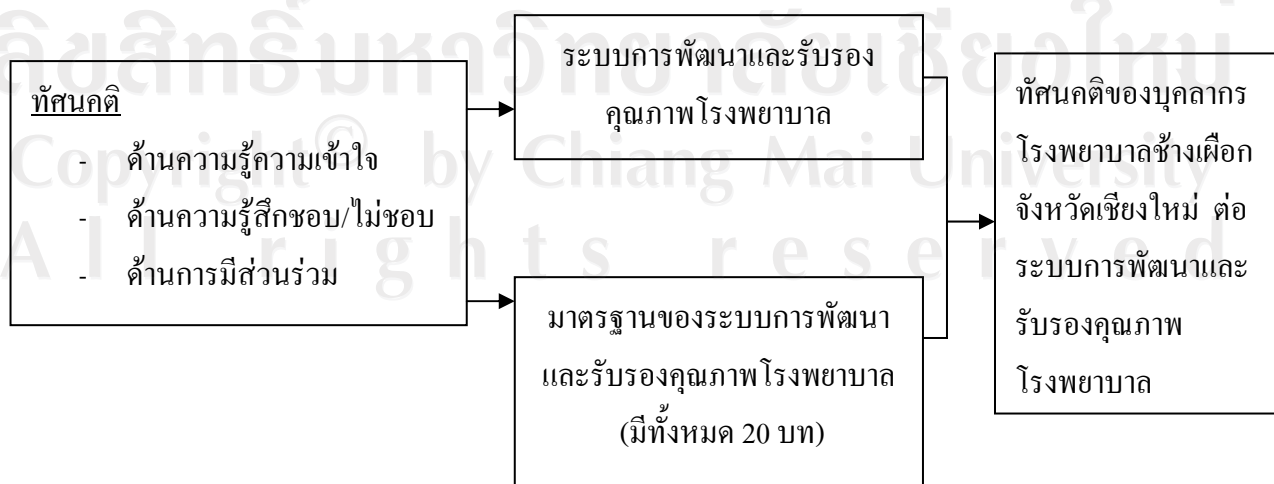 ลิขสิทธิ์มหาวิทยาลัยเชียงใหม่
Copyright© by Chiang Mai University
All rights reserved
ทัศนคติ
- ด้านความรู้ความเข้าใจ
- ด้านความรู้สึกชอบ/ไม่ชอบ
- ด้านการมีส่วนร่วม
ระบบการพัฒนาและรับรอง
คุณภาพโรงพยาบาล
มาตรฐานของระบบการพัฒนา
และรับรองคุณภาพโรงพยาบาล
(มีทั้งหมด 20 บท)
ทัศนคติของบุคลากร
โรงพยาบาลช้างเผือก
จังหวัดเชียงใหม่ ต่อ
ระบบการพัฒนาและ
รับรองคุณภาพ
โรงพยาบาล